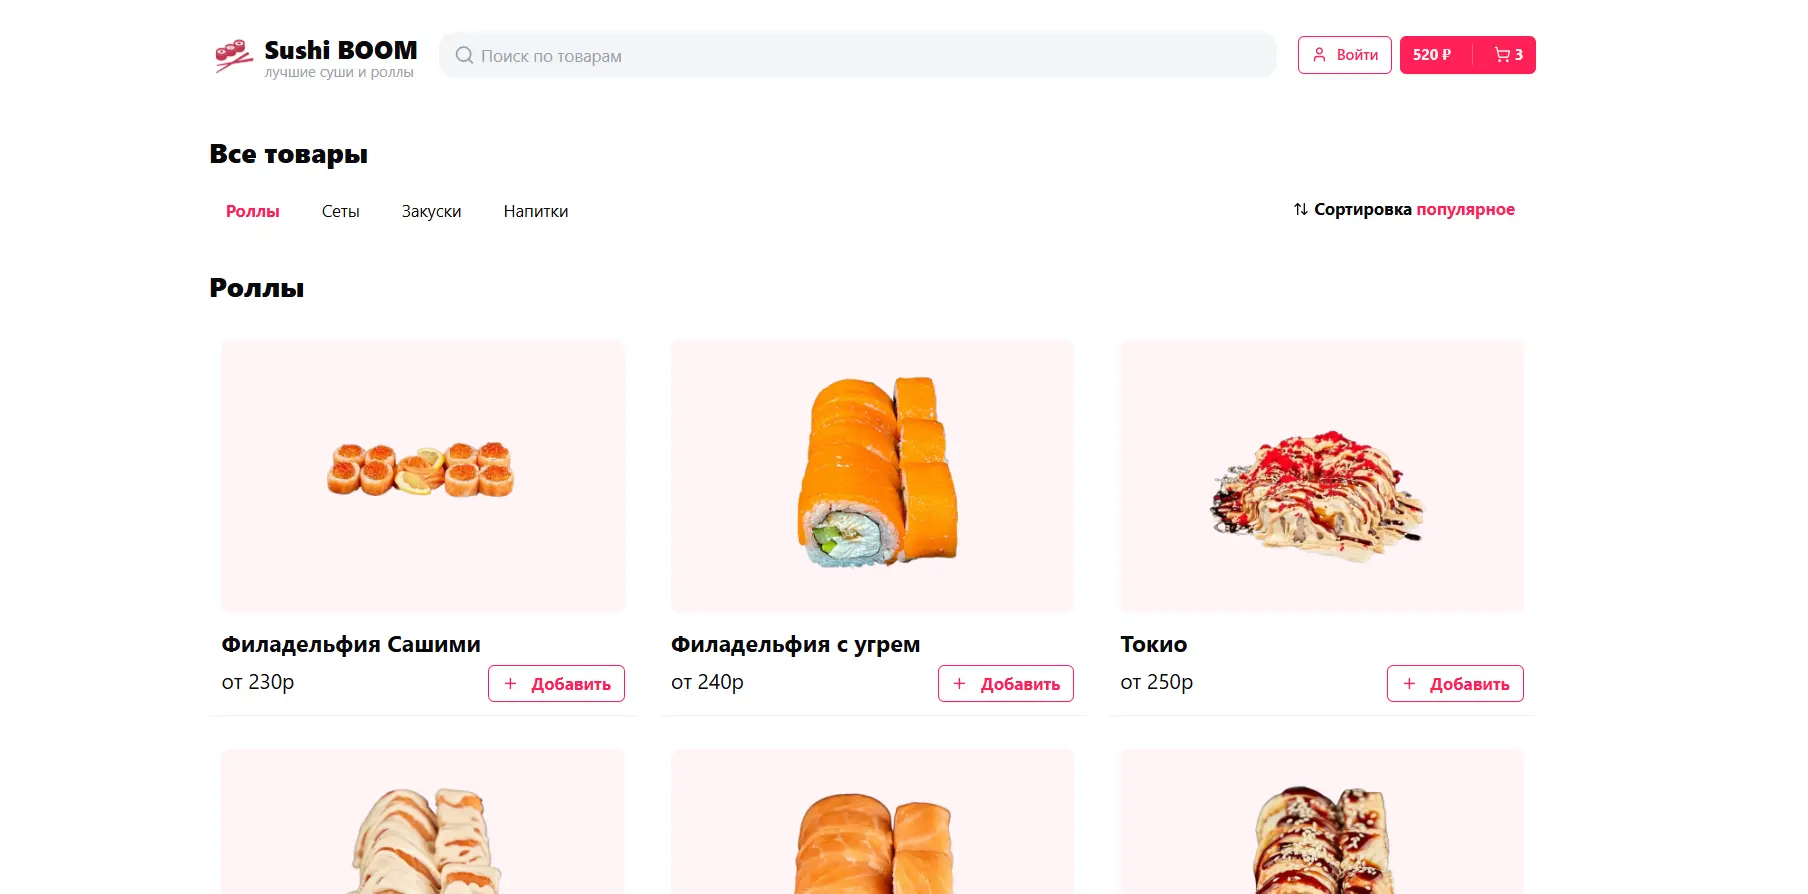 Sushi BOOM
лучшие суши и роллы
Поиск по товарам
Войти
520 ₽
3
Все товары
Роллы
Сеты
Закуски
Напитки
Сортировка популярное
Роллы
Филадельфия Сашими
от 230р
+ Добавить
Филадельфия с угрем
от 240р
+ Добавить
Токио
от 250р
+ Добавить